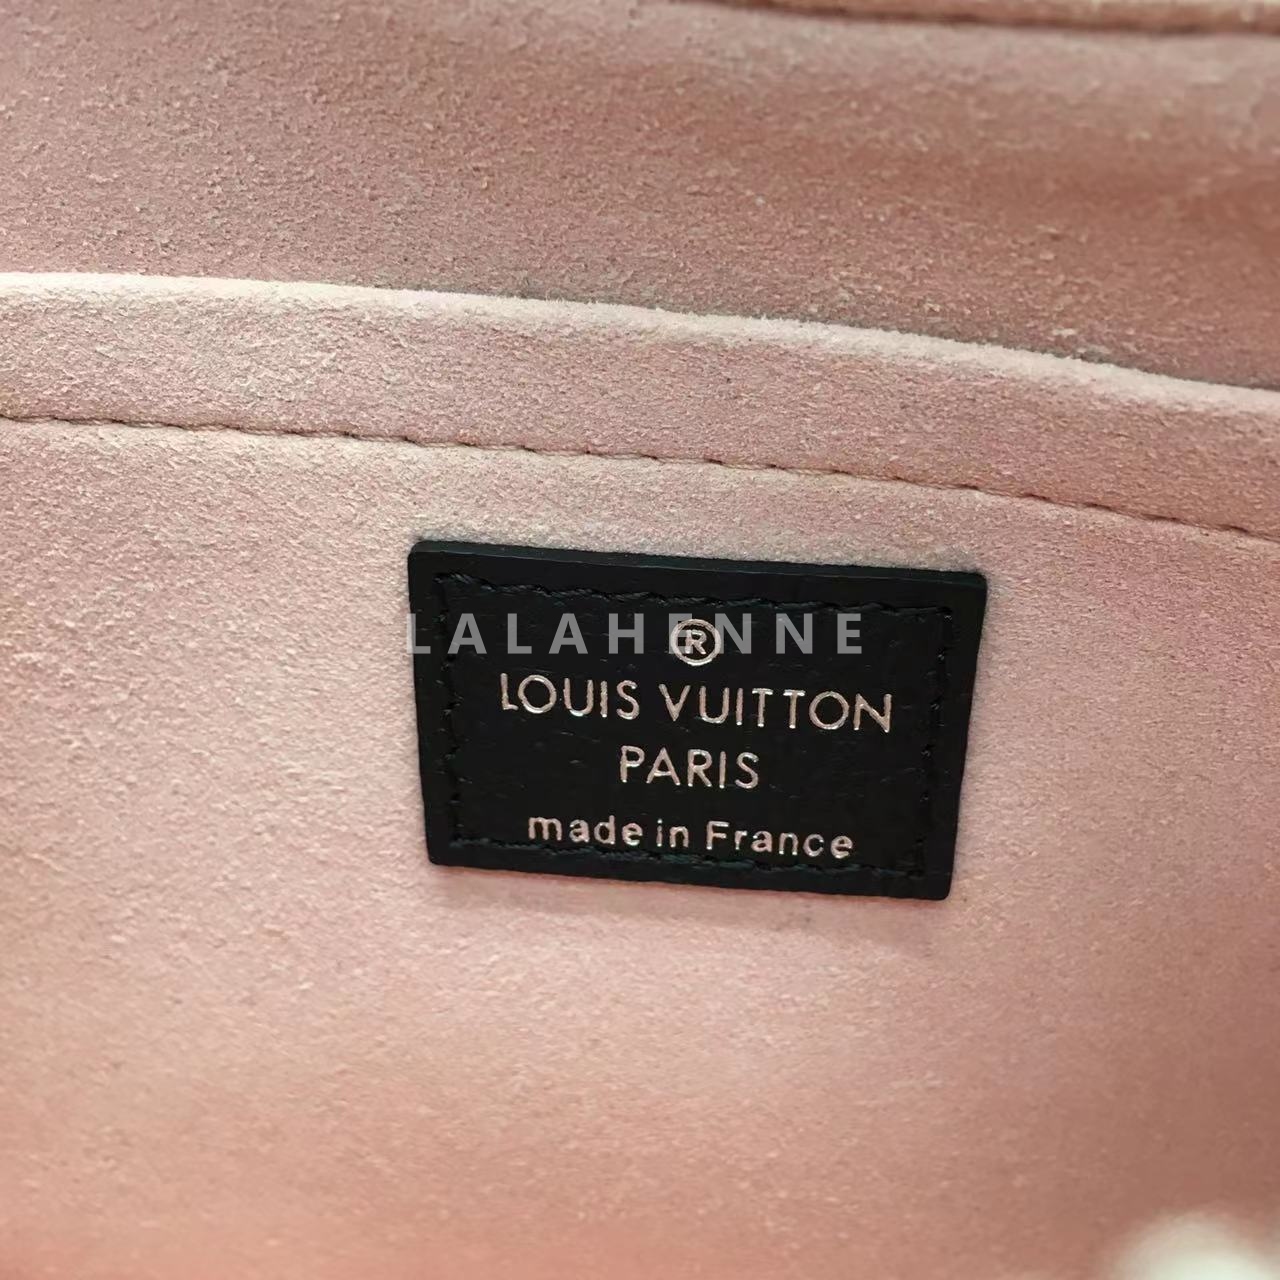 LALAHENNE
®
LOUIS VUITTON
PARIS
made in France